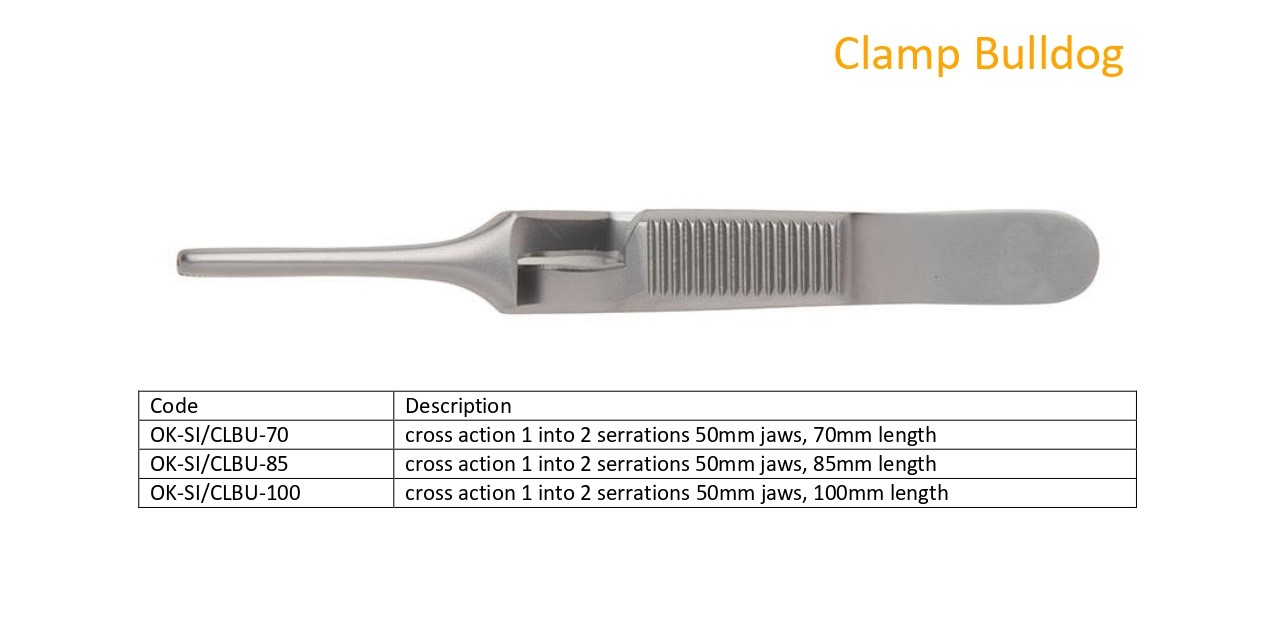 Clamp Bulldog
Code Description
OK-SI/CLBU-70 cross action 1 into 2 serrations 50mm jaws, 70mm length
OK-SI/CLBU-85 cross action 1 into 2 serrations 50mm jaws, 85mm length
OK-SI/CLBU-100 cross action 1 into 2 serrations 50mm jaws, 100mm length